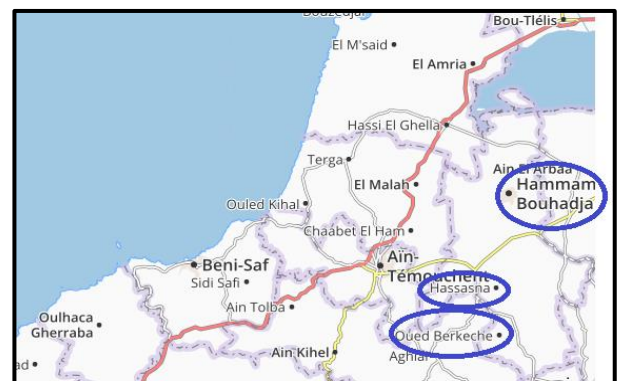 Bou-Tlélis
El M'said
El Amria
Hassi El Ghella
Terga
Ain El Arbaa
El Malah
Hammam
Bouhadja
Ouled Kihal
Chaabet El Ham
Aïn-
Témouchent
Beni-Saf
Sidi Safi
Hassasna
Ain Tolba
Oulhaca
Gherraba
Oued Berkeche
Ain Kihel